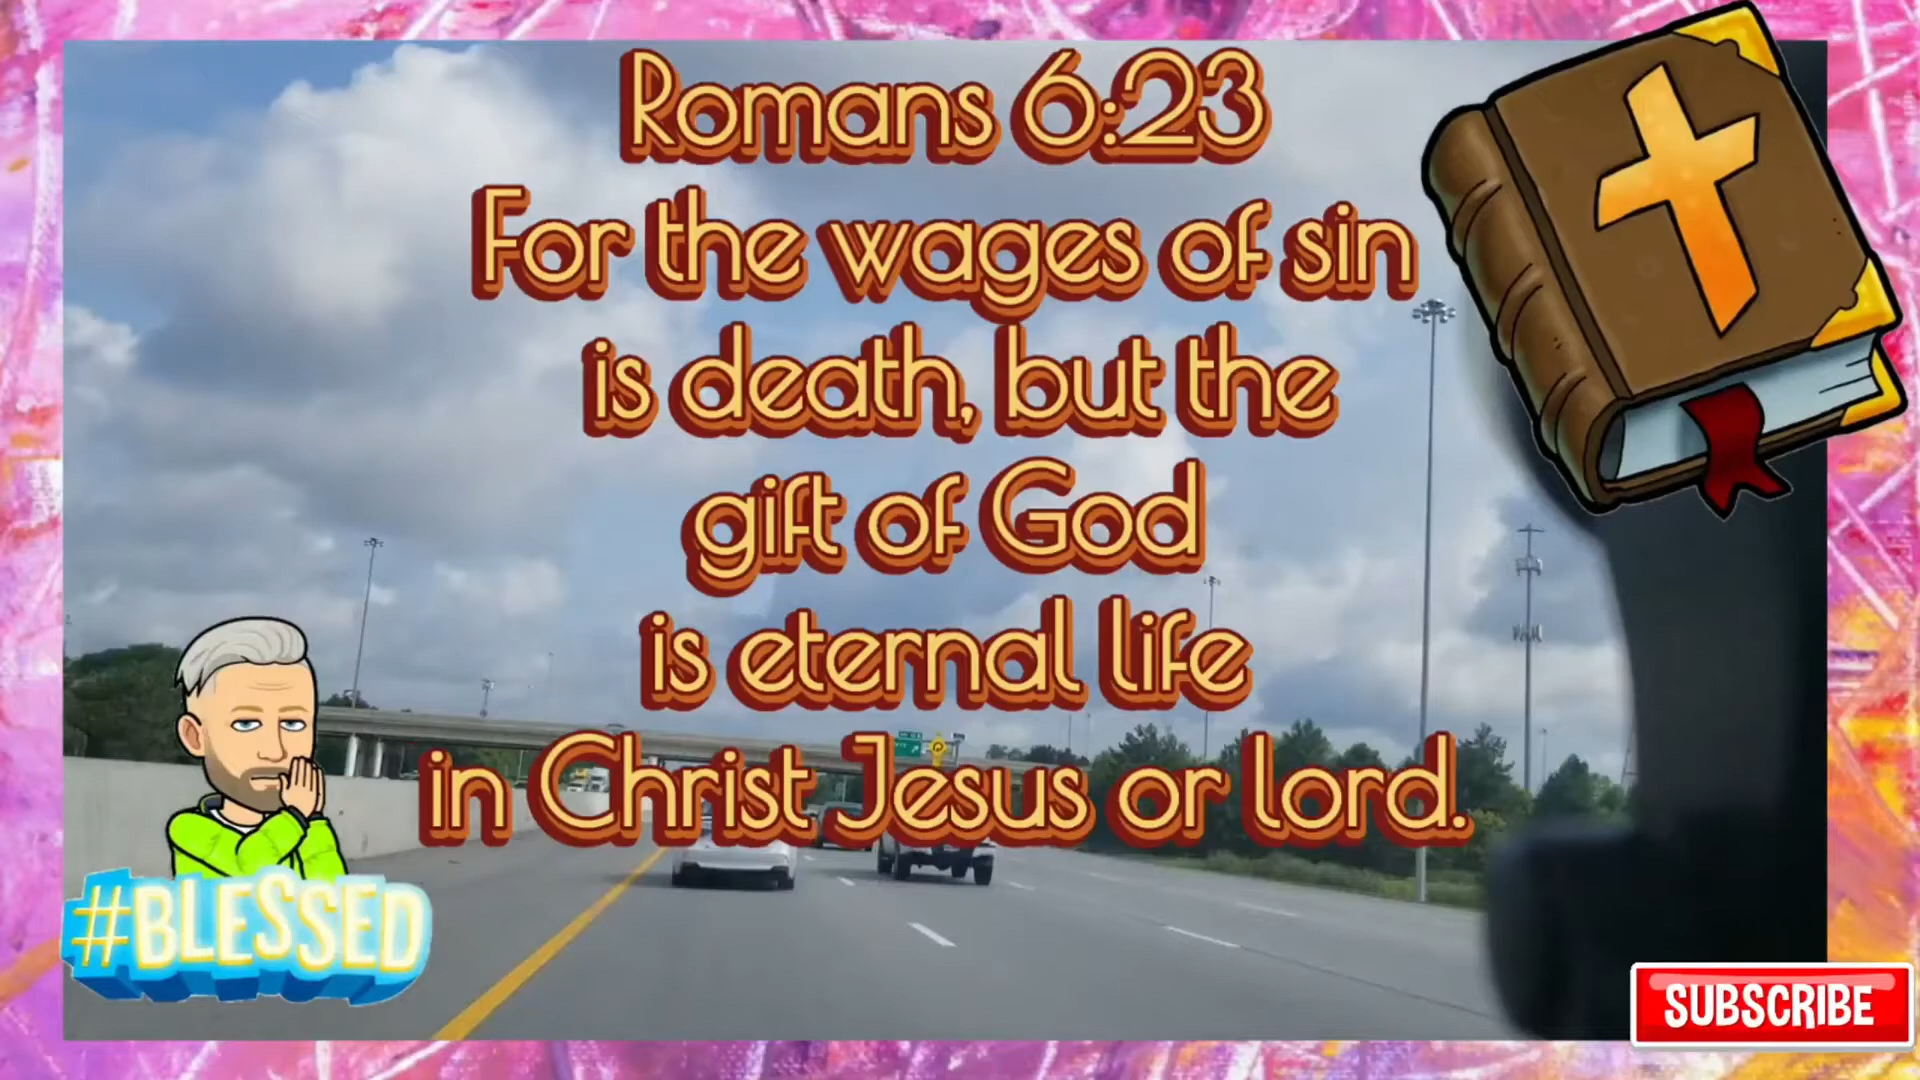 Romans 6:23
For the wages of sin
is death, but the
gift of God
is eternal life
in Christ Jesus or lord.
#BLESSED
SUBSCRIBE